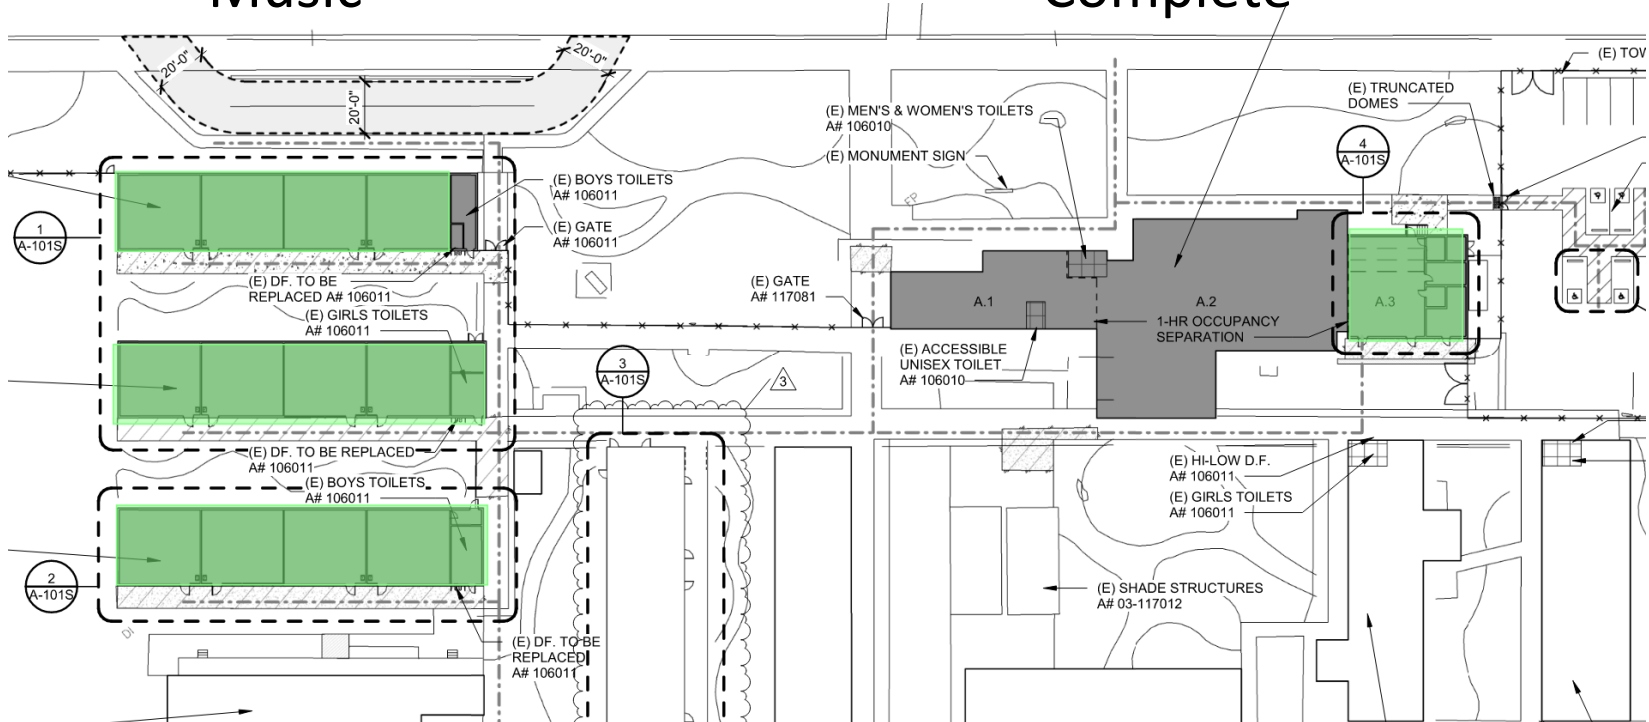 Music
Complete
20'-0"
20'-0"
20'-0"
(E) TOW
(E) TRUNCATED
DOMES
(E) MEN'S & WOMEN'S TOILETS
A# 106010
(E) MONUMENT SIGN
4
A-101S
FP
(E) BOYS TOILETS
A# 106011
(E) GATE
A# 106011
1
A-101S
(E) DF. TO BE
REPLACED A# 106011
(E) GIRLS TOILETS
A# 106011
(E) GATE
A# 117081
A.1
A.2
A.3
1-HR OCCUPANCY
SEPARATION
(E) ACCESSIBLE
UNISEX TOILET
A# 106010
3
A-101S
3
(E) DF. TO BE REPLACED
A# 106011
(E) BOYS TOILETS
A# 106011
(E) HI-LOW D.F.
A# 106011
(E) GIRLS TOILETS
A# 106011
2
A-101S
(E) SHADE STRUCTURES
A# 03-117012
DI
(E) DF. TO BE
REPLACED
A# 106011